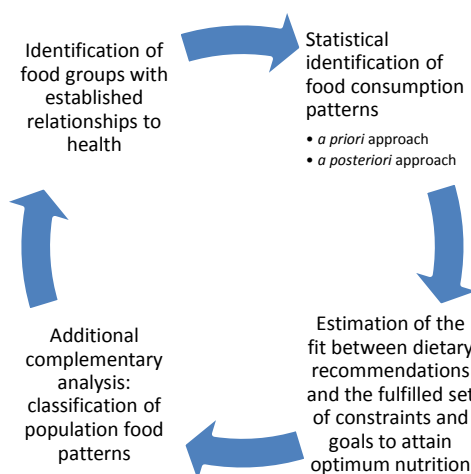 Identification of
food groups with
established
relationships to
health
Statistical
identification of
food consumption
patterns
• a priori approach
• a posteriori approach
Estimation of the
fit between dietary
recommendations
and the fulfilled set
of constraints and
goals to attain
optimum nutrition
Additional
complementary
analysis:
classification of
population food
patterns